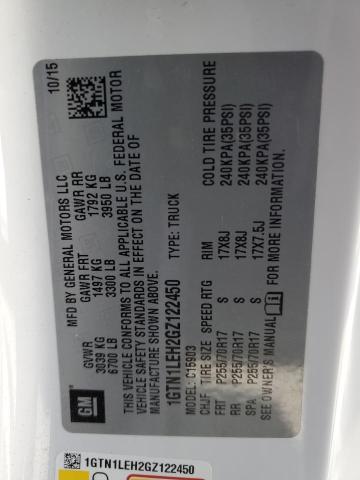 10/15
MFD BY GENERAL MOTORS LLC
GVWR GAWR FRT GAWR RR
3039 KG 1497 KG 1792 KG
6700 LB 3300 LB 3950 LB
THIS VEHICLE CONFORMS TO ALL APPLICABLE U.S. FEDERAL MOTOR
VEHICLE SAFETY STANDARDS IN EFFECT ON THE DATE OF
MANUFACTURE SHOWN ABOVE.
1GTN1LEH2GZ122450 TYPE: TRUCK
GM
MODEL: C15903
CHJF TIRE SIZE SPEED RTG RIM COLD TIRE PRESSURE
FRT P255/70R17 S 17X8J 240KPA(35PSI)
RR P255/70R17 S 17X8J 240KPA(35PSI)
SPA P255/70R17 S 17X7.5J 240KPA(35PSI)
SEE OWNER'S MANUAL FOR MORE INFORMATION.
1GTN1LEH2GZ122450